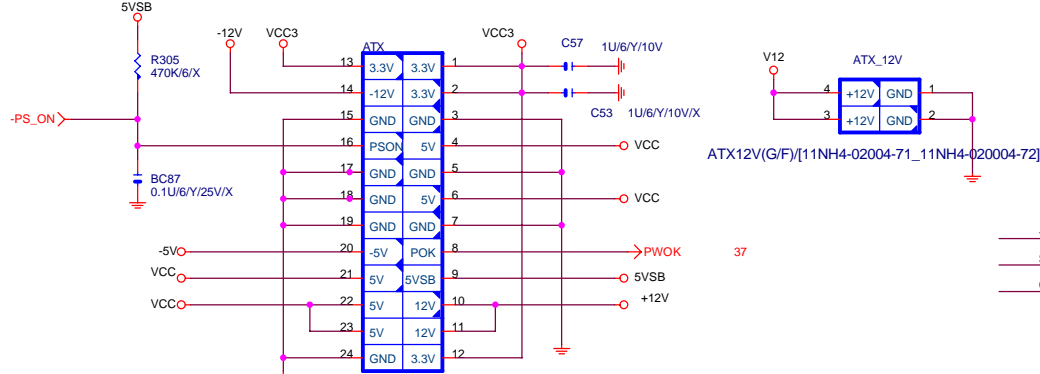 5VSB
R305
470K/6/X
-PS_ON
BC87
0.1U/6/Y/25V/X
-12V
VCC3
ATX
VCC3
C57
1U/6/Y/10V
C53
1U/6/Y/10V/X
13 3.3V 3.3V 1
14 -12V 3.3V 2
15 GND GND 3
16 PSON 5V 4 VCC
17 GND GND 5
18 GND 5V 6 VCC
19 GND GND 7
-5V 20 -5V POK 8 PWOK 37
VCC 21 5V 5VSB 9 5VSB
VCC 22 5V 12V 10 +12V
23 5V 12V 11
24 GND 3.3V 12
V12
ATX_12V
4 +12V GND 1
3 +12V GND 2
ATX12V(G/F)/[11NH4-02004-71_11NH4-020004-72]